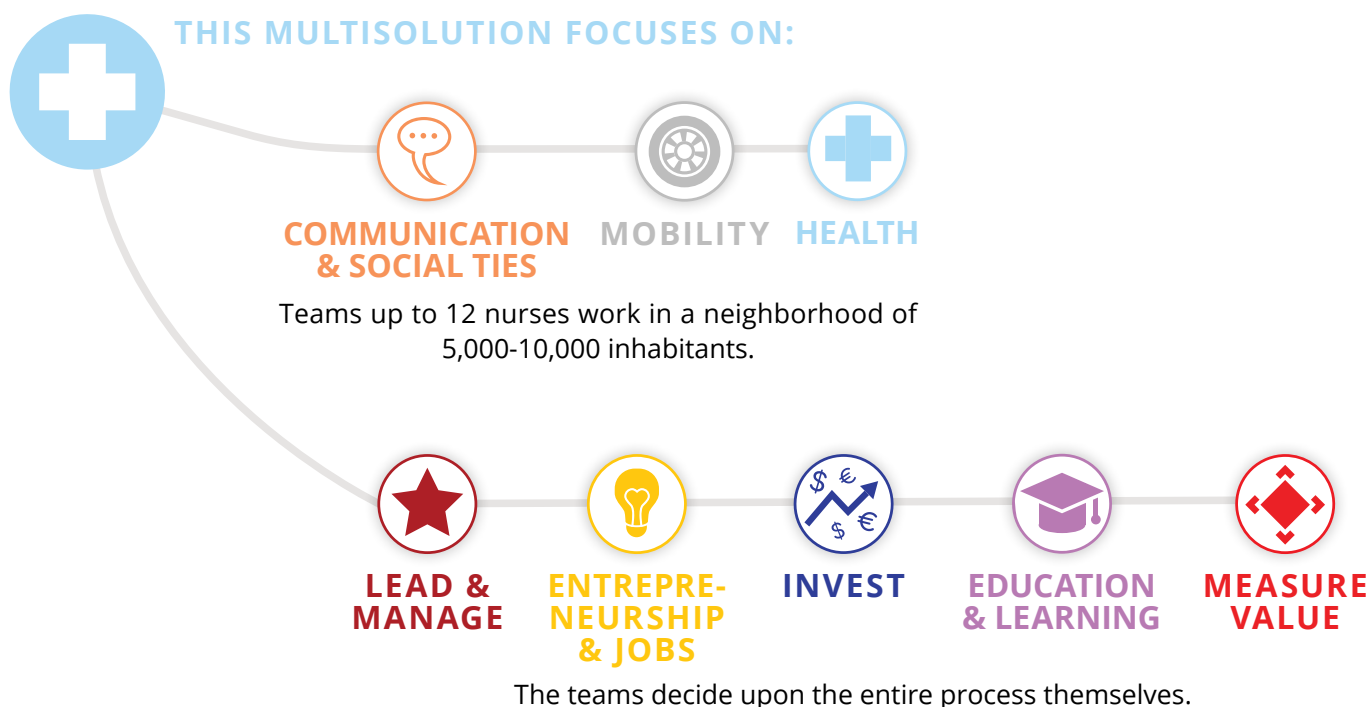 THIS MULTISOLUTION FOCUSES ON:
COMMUNICATION
& SOCIAL TIES
MOBILITY
HEALTH
Teams up to 12 nurses work in a neighborhood of
5,000-10,000 inhabitants.
$ €
$ €
LEAD &
MANAGE
ENTREPRE-
NEURSHIP
& JOBS
INVEST
EDUCATION
& LEARNING
MEASURE
VALUE
The teams decide upon the entire process themselves.